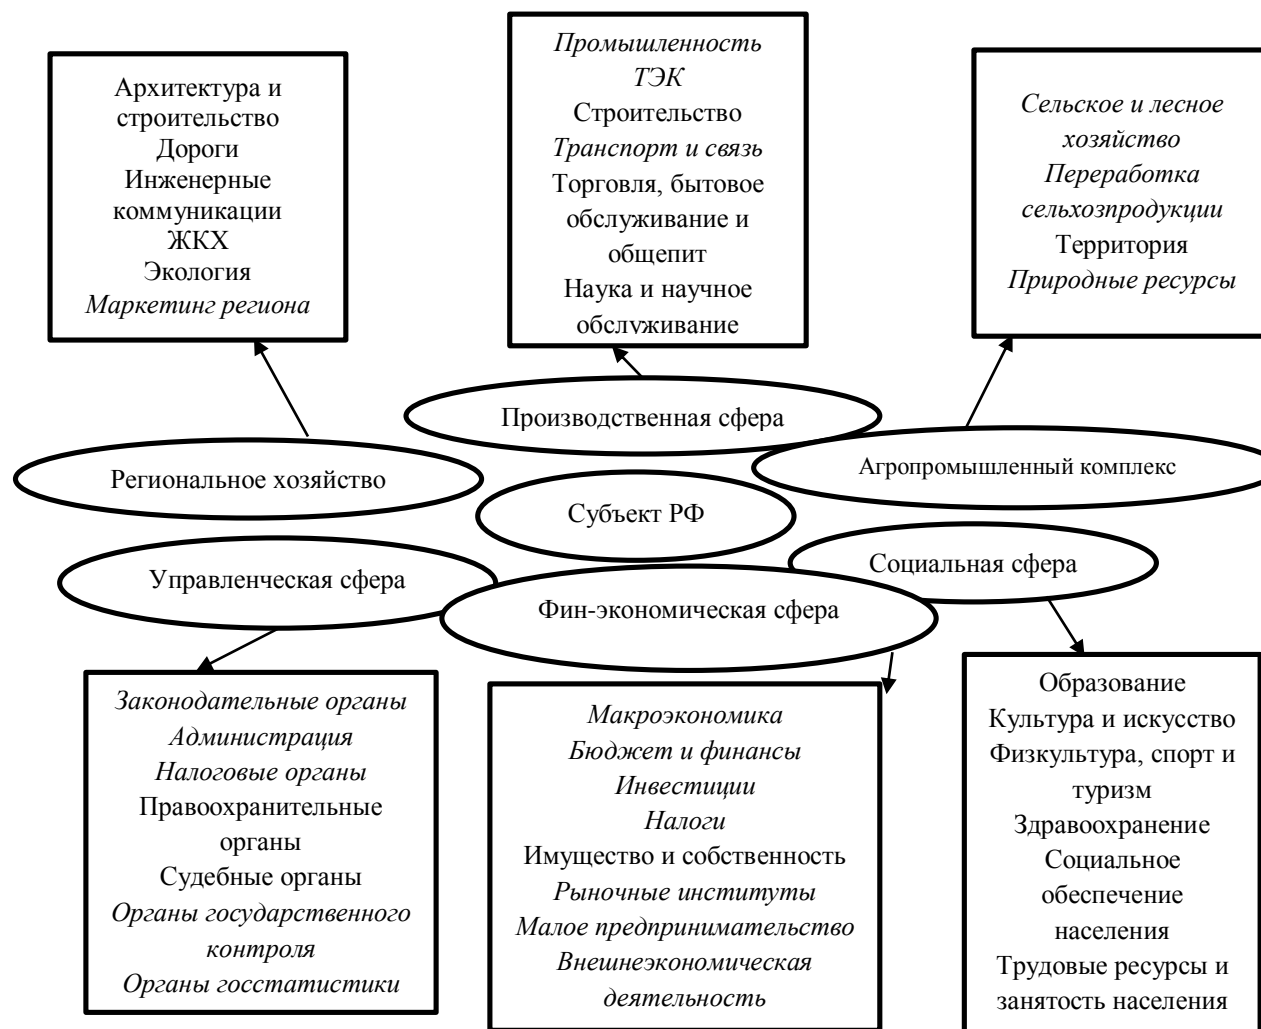 Архитектура и
строительство
Дороги
Инженерные
коммуникации
ЖКХ
Экология
Маркетинг региона
Промышленность
ТЭК
Строительство
Транспорт и связь
Торговля, бытовое
обслуживание и
общепит
Наука и научное
обслуживание
Сельское и лесное
хозяйство
Переработка
сельхозпродукции
Территория
Природные ресурсы
Производственная сфера
Региональное хозяйство
Агропромышленный комплекс
Субъект РФ
Управленческая сфера
Фин-экономическая сфера
Социальная сфера
Законодательные органы
Администрация
Налоговые органы
Правоохранительные
органы
Судебные органы
Органы государственного
контроля
Органы госстатистики
Макроэкономика
Бюджет и финансы
Инвестиции
Налоги
Имущество и собственность
Рыночные институты
Малое предпринимательство
Внешнеэкономическая
деятельность
Образование
Культура и искусство
Физкультура, спорт и
туризм
Здравоохранение
Социальное
обеспечение
населения
Трудовые ресурсы и
занятость населения